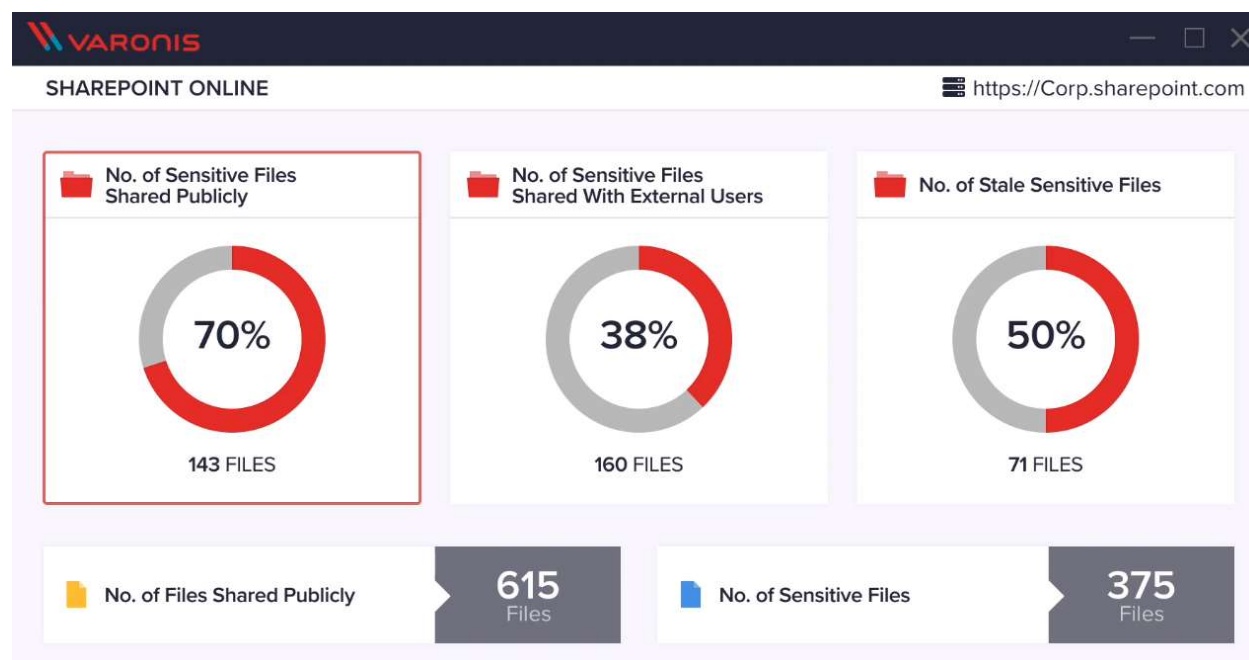 VARONIS
SHAREPOINT ONLINE
https://Corp.sharepoint.com
No. of Sensitive Files
Shared Publicly
70%
143 FILES
No. of Sensitive Files
Shared With External Users
38%
160 FILES
No. of Stale Sensitive Files
50%
71 FILES
No. of Files Shared Publicly
615
Files
No. of Sensitive Files
375
Files